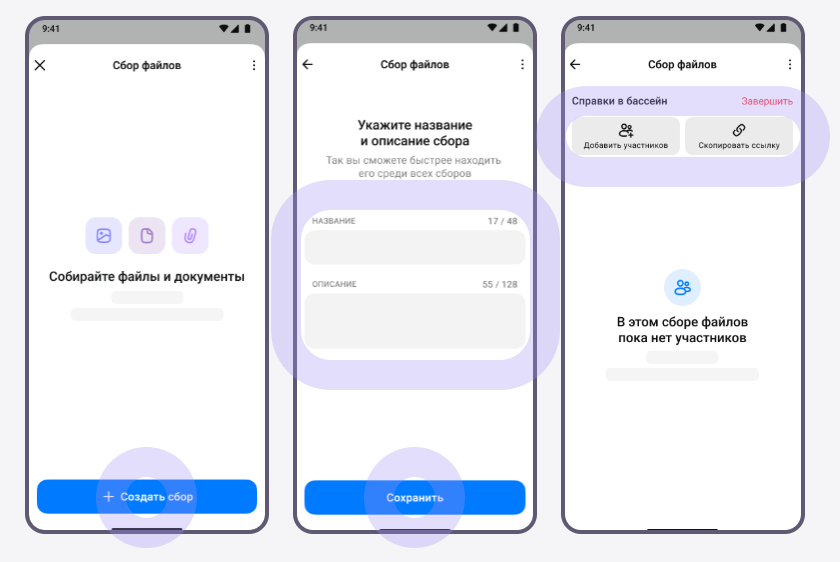 9:41
Сбор файлов
Собирайте файлы и документы
Создать сбор
9:41
Сбор файлов
Укажите название
и описание сбора
Так вы сможете быстрее находить
его среди всех сборов
НАЗВАНИЕ 17 / 48
ОПИСАНИЕ 55 / 128
Сохранить
9:41
Сбор файлов
Справки в бассейн Завершить
Добавить участников Скопировать ссылку
В этом сборе файлов
пока нет участников